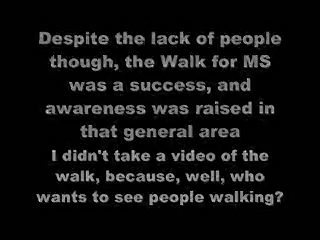 Despite the lack of people
though, the Walk for MS
was a success, and
awareness was raised in
that general area
I didn't take a video of the
walk, because, well, who
wants to see people walking?